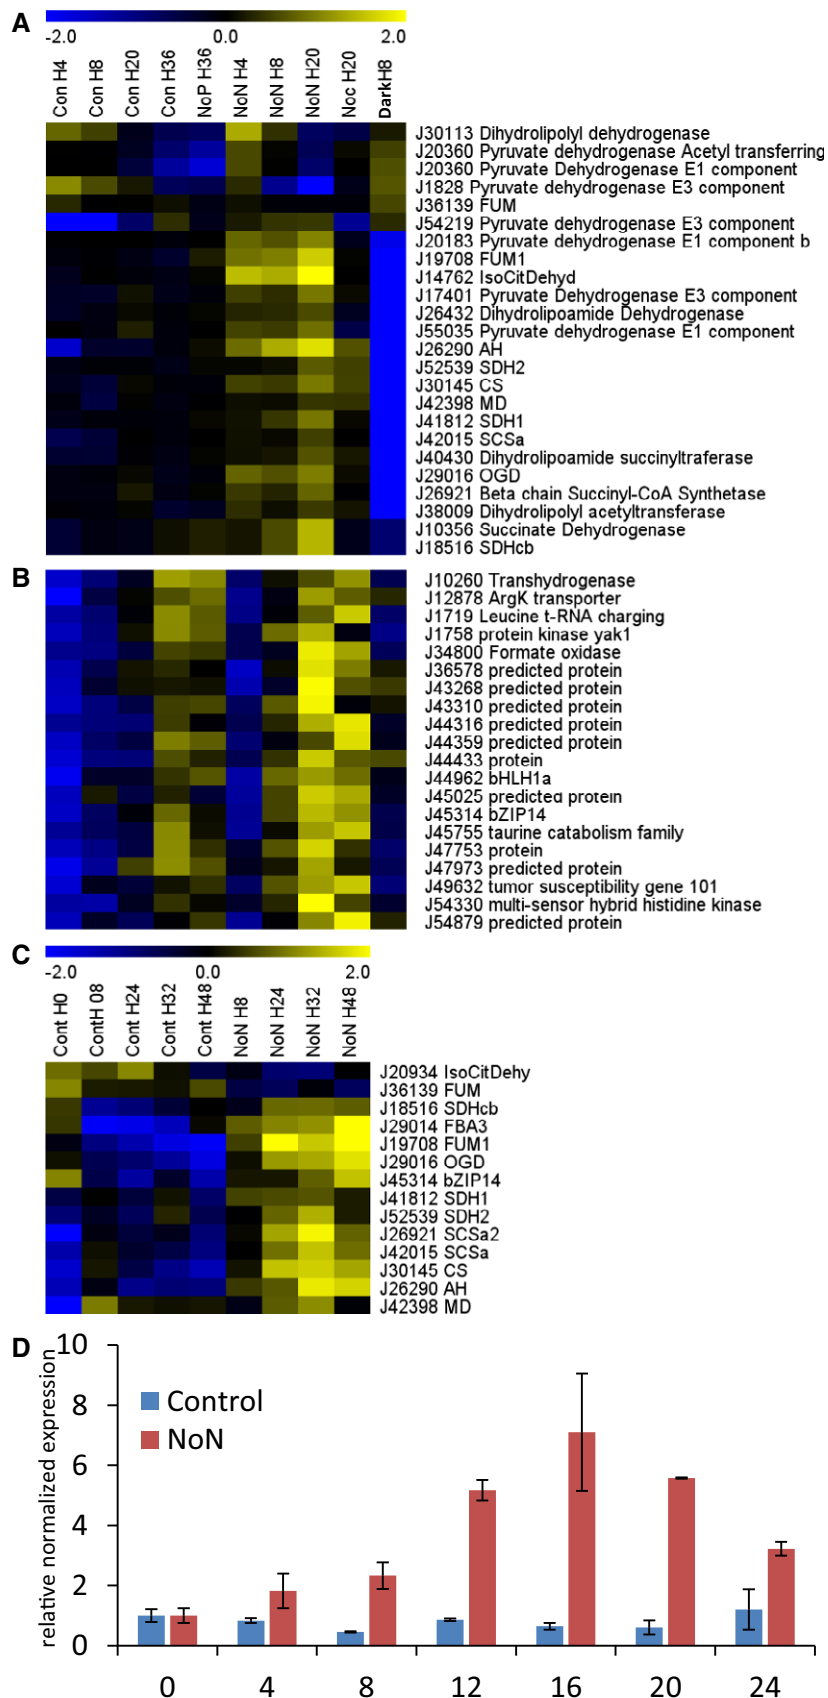 A
-2.0 0.0 2.0
Con H4
Con H8
Con H20
Con H36
NoP H36
NoN H4
NoN H8
NoN H20
Noc H20
DarkH8
J30113 Dihydrolipolyl dehydrogenase
J20360 Pyruvate dehydrogenase Acetyl transferring
J20360 Pyruvate Dehydrogenase E1 component
J1828 Pyruvate dehydrogenase E3 component
J36139 FUM
J54219 Pyruvate dehydrogenase E3 component
J20183 Pyruvate dehydrogenase E1 component b
J19708 FUM1
J14762 IsoCitDehyd
J17401 Pyruvate Dehydrogenase E3 component
J26432 Dihydrolipoamide Dehydrogenase
J55035 Pyruvate dehydrogenase E1 component
J26290 AH
J52539 SDH2
J30145 CS
J42398 MD
J41812 SDH1
J42015 SCSa
J40430 Dihydrolipoamide succinyltraferase
J29016 OGD
J26921 Beta chain Succinyl-CoA Synthetase
J38009 Dihydrolipolyl acetyltransferase
J10356 Succinate Dehydrogenase
J18516 SDHcb
B
J10260 Transhydrogenase
J12878 ArgK transporter
J1719 Leucine t-RNA charging
J1758 protein kinase yak1
J34800 Formate oxidase
J36578 predicted protein
J43268 predicted protein
J43310 predicted protein
J44316 predicted protein
J44359 predicted protein
J44433 protein
J44962 bHLH1a
J45025 predicted protein
J45314 bZIP14
J45755 taurine catabolism family
J47753 protein
J47973 predicted protein
J49632 tumor susceptibility gene 101
J54330 multi-sensor hybrid histidine kinase
J54879 predicted protein
C
-2.0 0.0 2.0
Cont H0
ContH 08
Cont H24
Cont H32
Cont H48
NoN H8
NoN H24
NoN H32
NoN H48
J20934 IsoCitDehy
J36139 FUM
J18516 SDHcb
J29014 FBA3
J19708 FUM1
J29016 OGD
J45314 bZIP14
J41812 SDH1
J52539 SDH2
J26921 SCSa2
J42015 SCSa
J30145 CS
J26290 AH
J42398 MD
D
relative normalized expression
10
8
6
4
2
0
Control
NoN
0 4 8 12 16 20 24